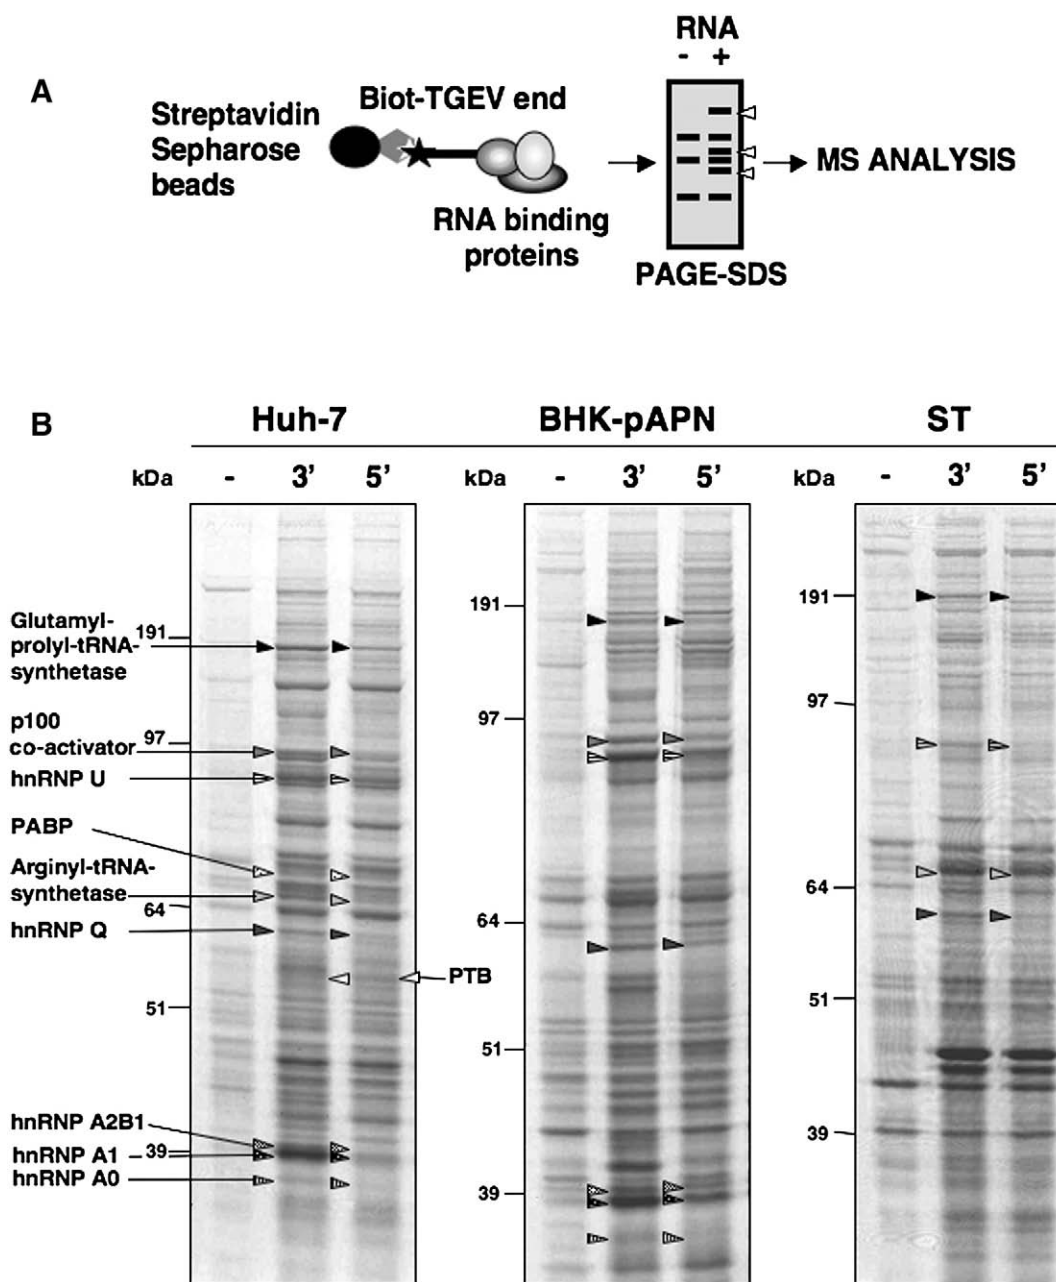 A
Streptavidin
Sepharose
beads
Biot-TGEV end
RNA binding
proteins
RNA
- +
PAGE-SDS
MS ANALYSIS
B
Huh-7
BHK-pAPN
ST
kDa - 3’ 5’
kDa - 3’ 5’
kDa - 3’ 5’
Glutamyl-
prolyl-tRNA-
synthetase
p100
co-activator
hnRNP U
PABP
Arginyl-tRNA-
synthetase
hnRNP Q
hnRNP A2B1
hnRNP A1
hnRNP A0
191
97
64
51
39
PTB
191
97
64
51
39
191
97
64
51
39